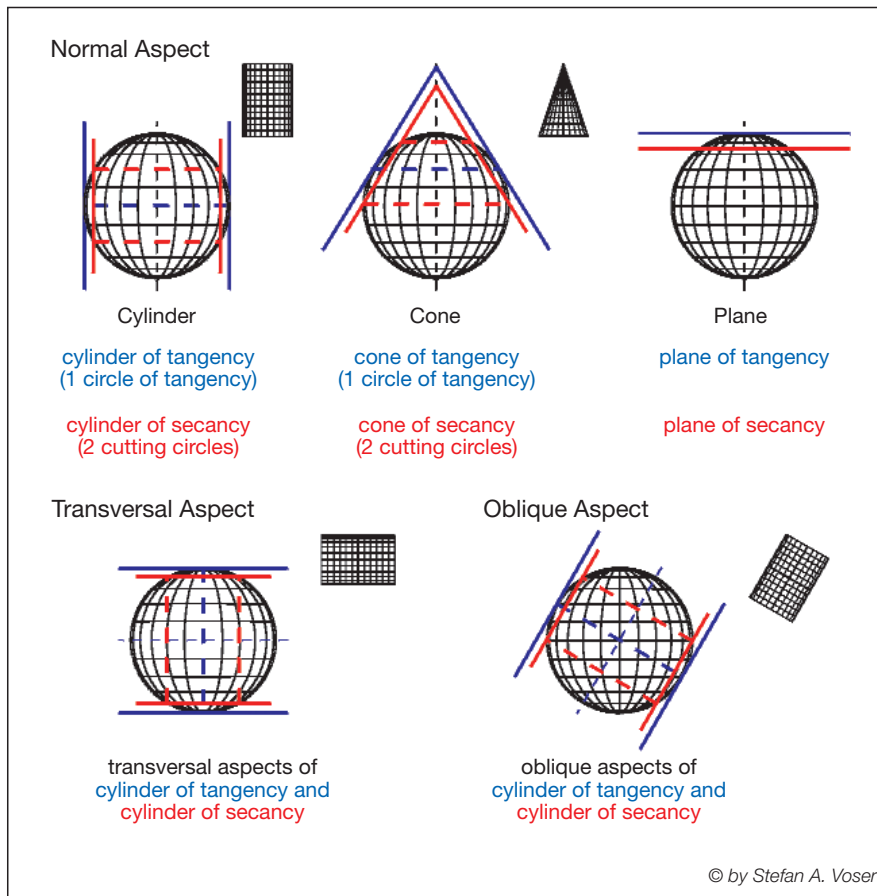 Normal Aspect
Cylinder
Cone
Plane
cylinder of tangency
(1 circle of tangency)
cone of tangency
(1 circle of tangency)
plane of tangency
cylinder of secancy
(2 cutting circles)
cone of secancy
(2 cutting circles)
plane of secancy
Transversal Aspect
Oblique Aspect
transversal aspects of
cylinder of tangency and
cylinder of secancy
oblique aspects of
cylinder of tangency and
cylinder of secancy
© by Stefan A. Voser